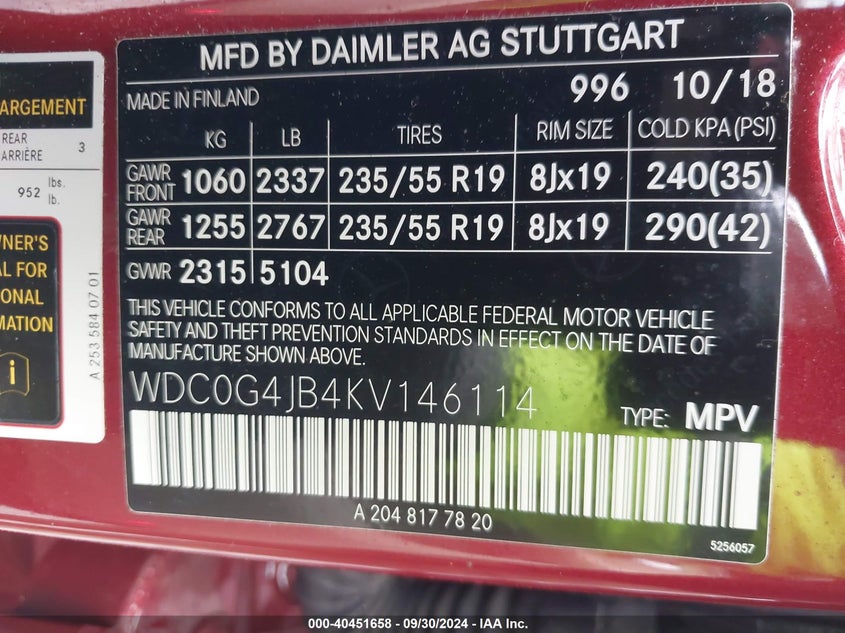 MFD BY DAIMLER AG STUTTGART
MADE IN FINLAND 996 10/18
KG LB TIRES RIM SIZE COLD KPA (PSI)
GAWR FRONT 1060 2337 235/55 R19 8Jx19 240(35)
GAWR REAR 1255 2767 235/55 R19 8Jx19 290(42)
GVWR 2315 5104
THIS VEHICLE CONFORMS TO ALL APPLICABLE FEDERAL MOTOR VEHICLE
SAFETY AND THEFT PREVENTION STANDARDS IN EFFECT ON THE DATE OF
MANUFACTURE SHOWN ABOVE.
WDC0G4JB4KV146114 TYPE: MPV
A 204 817 78 20
5256057
ARGEMENT
REAR
ARRIÈRE 3
952 lbs.
lb.
WNER'S
AL FOR
IONAL
MATION
i
A 253 584 07 01
000-40451658 - 09/30/2024 - IAA Inc.